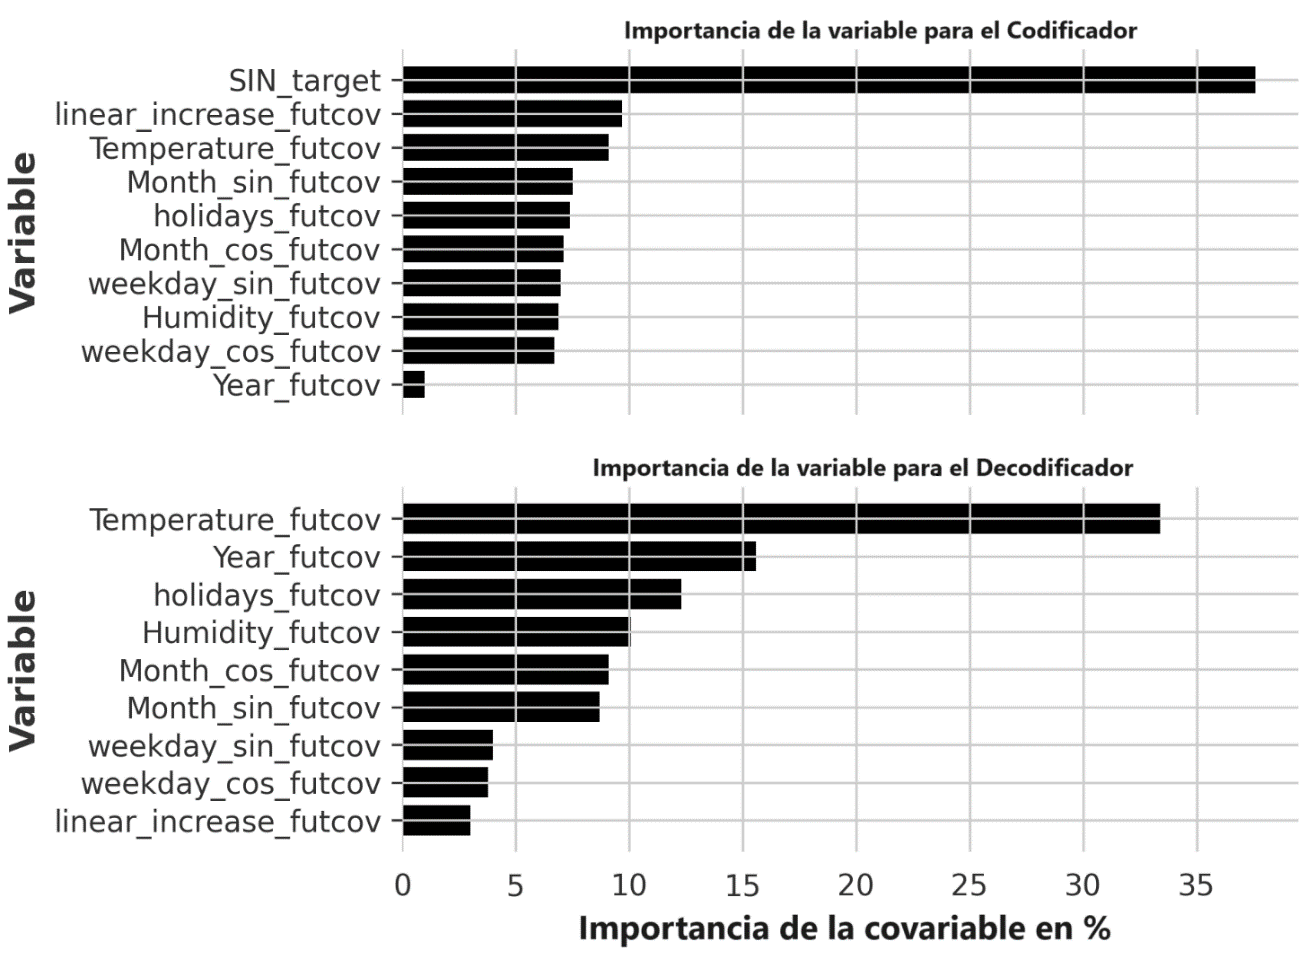 Importancia de la variable para el Codificador
Variable
SIN_target
linear_increase_futcov
Temperature_futcov
Month_sin_futcov
holidays_futcov
Month_cos_futcov
weekday_sin_futcov
Humidity_futcov
weekday_cos_futcov
Year_futcov
Importancia de la variable para el Decodificador
Variable
Temperature_futcov
Year_futcov
holidays_futcov
Humidity_futcov
Month_cos_futcov
Month_sin_futcov
weekday_sin_futcov
weekday_cos_futcov
linear_increase_futcov
0 5 10 15 20 25 30 35
Importancia de la covariable en %